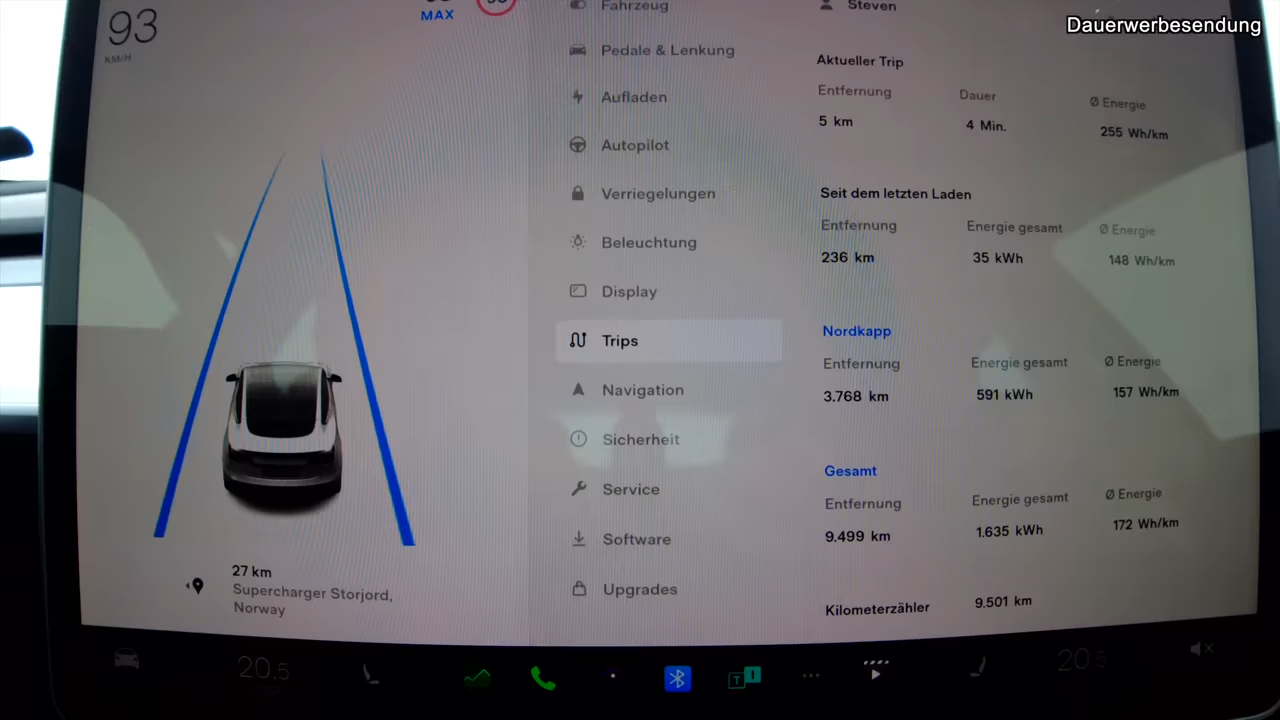 Dauerwerbesendung
93
KM/H
MAX
Fahrzeug
Pedale & Lenkung
Aufladen
Autopilot
Verriegelungen
Beleuchtung
Display
Trips
Navigation
Sicherheit
Service
Software
Upgrades
Steven
Aktueller Trip
Entfernung Dauer Ø Energie
5 km 4 Min. 255 Wh/km
Seit dem letzten Laden
Entfernung Energie gesamt Ø Energie
236 km 35 kWh 148 Wh/km
Nordkapp
Entfernung Energie gesamt Ø Energie
3.768 km 591 kWh 157 Wh/km
Gesamt
Entfernung Energie gesamt Ø Energie
9.499 km 1.635 kWh 172 Wh/km
Kilometerzähler 9.501 km
27 km
Supercharger Storjord,
Norway
20.5 T 20.5